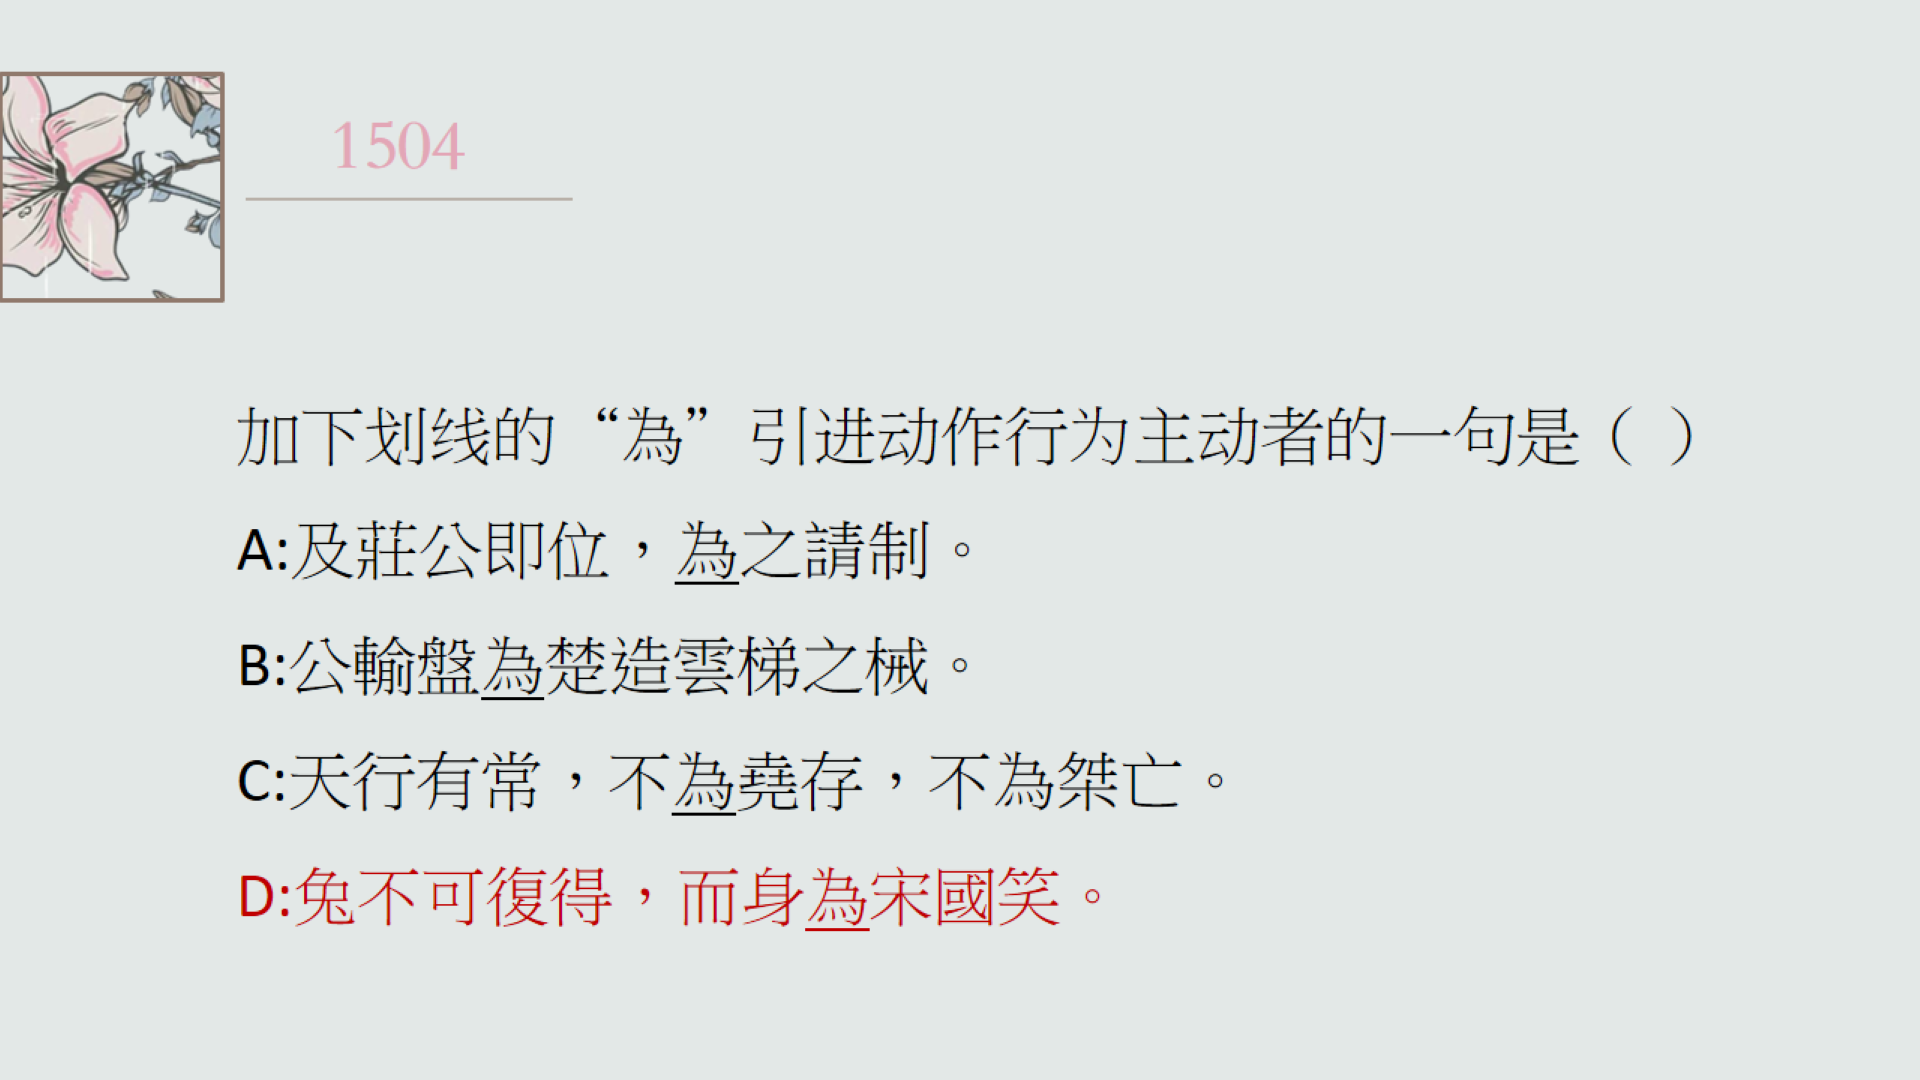 1504
加下划线的“為”引进动作行为主动者的一句是（ ）
A:及莊公即位，為之請制。
B:公輸盤為楚造雲梯之械。
C:天行有常，不為堯存，不為桀亡。
D:兔不可復得，而身為宋國笑。